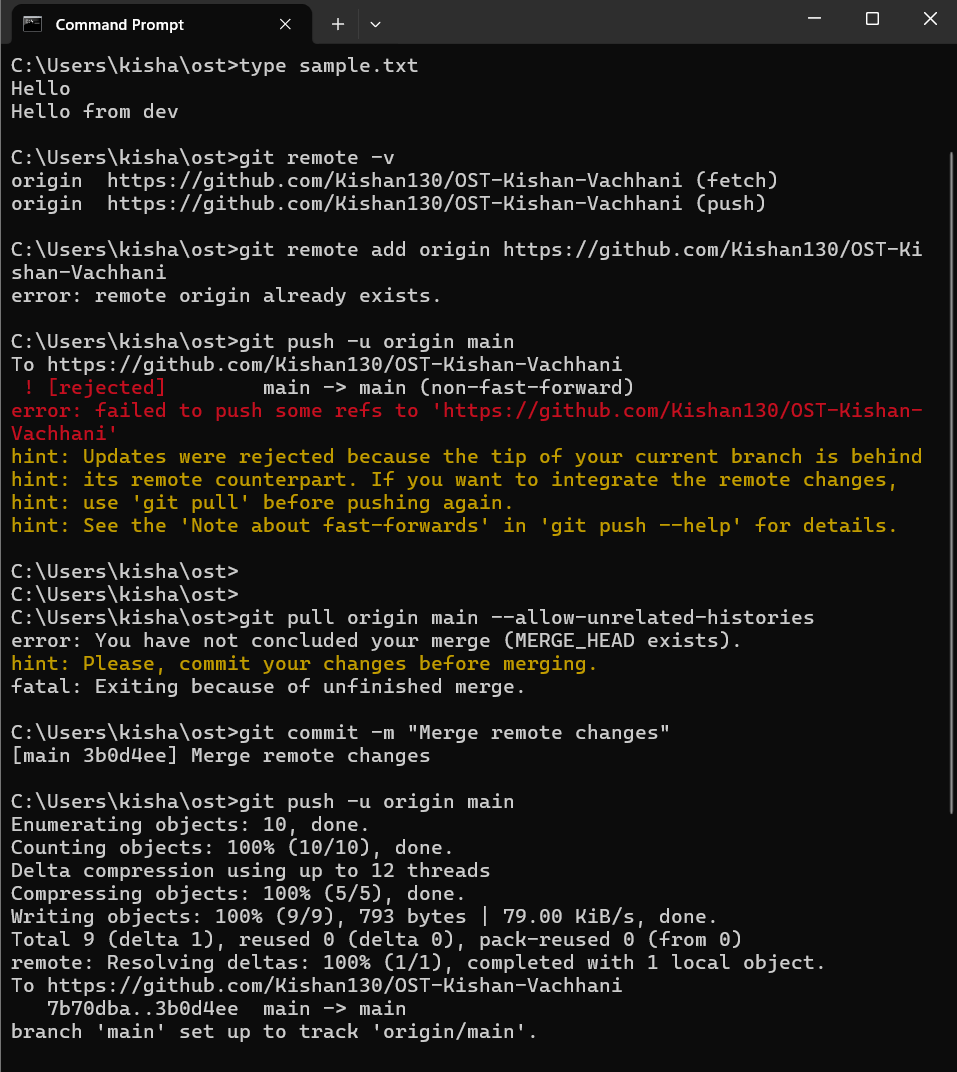 Command Prompt
C:\Users\kisha\ost>type sample.txt
Hello
Hello from dev
C:\Users\kisha\ost>git remote -v
origin  https://github.com/Kishan130/OST-Kishan-Vachhani (fetch)
origin  https://github.com/Kishan130/OST-Kishan-Vachhani (push)
C:\Users\kisha\ost>git remote add origin https://github.com/Kishan130/OST-Ki
shan-Vachhani
error: remote origin already exists.
C:\Users\kisha\ost>git push -u origin main
To https://github.com/Kishan130/OST-Kishan-Vachhani
 ! [rejected]        main -> main (non-fast-forward)
error: failed to push some refs to 'https://github.com/Kishan130/OST-Kishan-
Vachhani'
hint: Updates were rejected because the tip of your current branch is behind
hint: its remote counterpart. If you want to integrate the remote changes,
hint: use 'git pull' before pushing again.
hint: See the 'Note about fast-forwards' in 'git push --help' for details.
C:\Users\kisha\ost>
C:\Users\kisha\ost>
C:\Users\kisha\ost>git pull origin main --allow-unrelated-histories
error: You have not concluded your merge (MERGE_HEAD exists).
hint: Please, commit your changes before merging.
fatal: Exiting because of unfinished merge.
C:\Users\kisha\ost>git commit -m "Merge remote changes"
[main 3b0d4ee] Merge remote changes
C:\Users\kisha\ost>git push -u origin main
Enumerating objects: 10, done.
Counting objects: 100% (10/10), done.
Delta compression using up to 12 threads
Compressing objects: 100% (5/5), done.
Writing objects: 100% (9/9), 793 bytes | 79.00 KiB/s, done.
Total 9 (delta 1), reused 0 (delta 0), pack-reused 0 (from 0)
remote: Resolving deltas: 100% (1/1), completed with 1 local object.
To https://github.com/Kishan130/OST-Kishan-Vachhani
   7b70dba..3b0d4ee  main -> main
branch 'main' set up to track 'origin/main'.